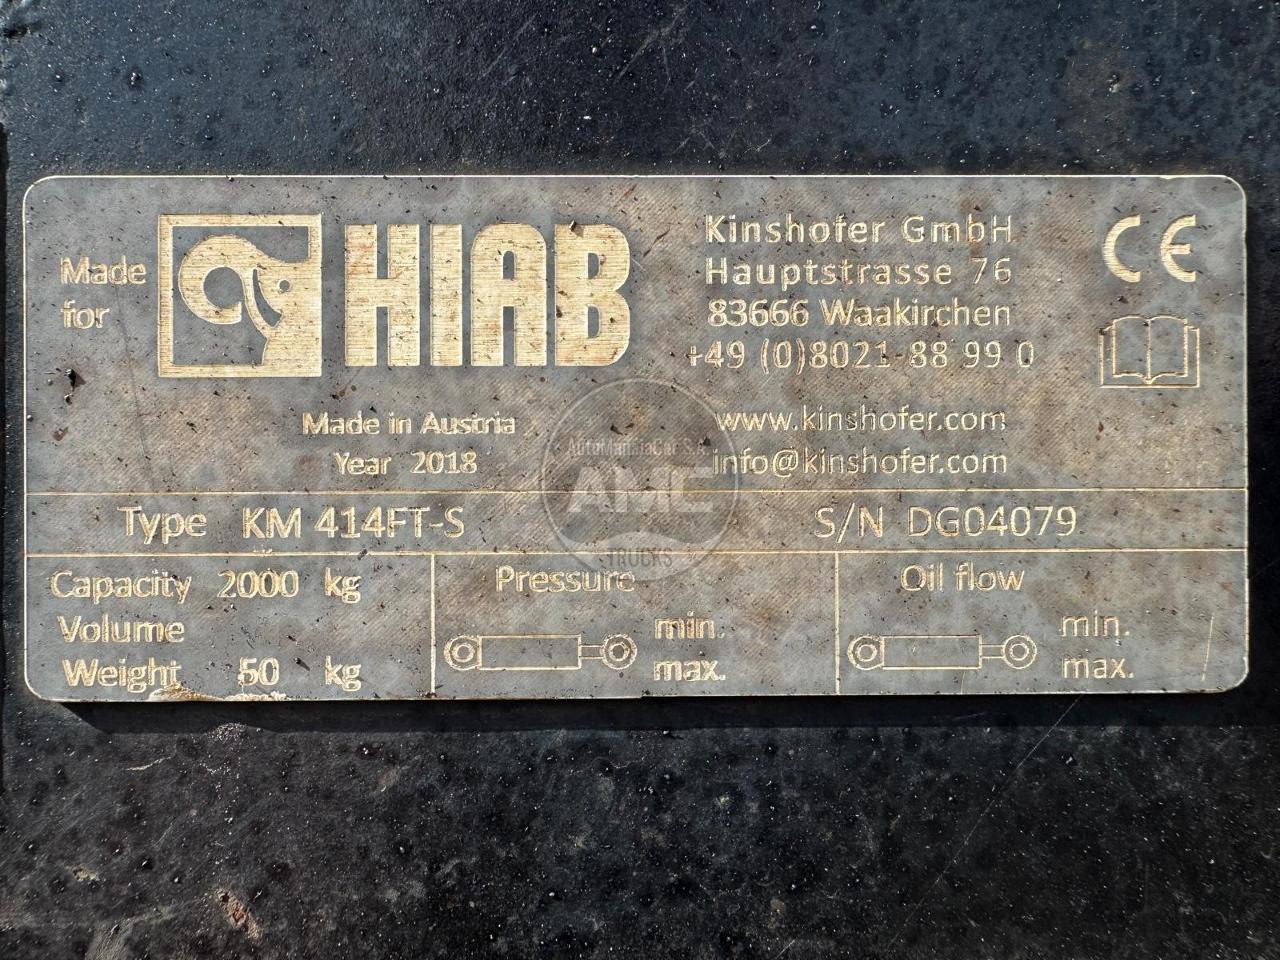 Made
for
HIAB
Kinshofer GmbH
Hauptstrasse 76
83666 Waakirchen
+49 (0)8021-88 99 0
CE
Made in Austria
Year 2018
www.kinshofer.com
info@kinshofer.com
AutoMandiaCar S.A.
AMC
TRUCKS
Type KM 414FT-S
S/N DG04079
Capacity 2000 kg
Volume
Weight 50 kg
Pressure
min.
max.
Oil flow
min.
max.